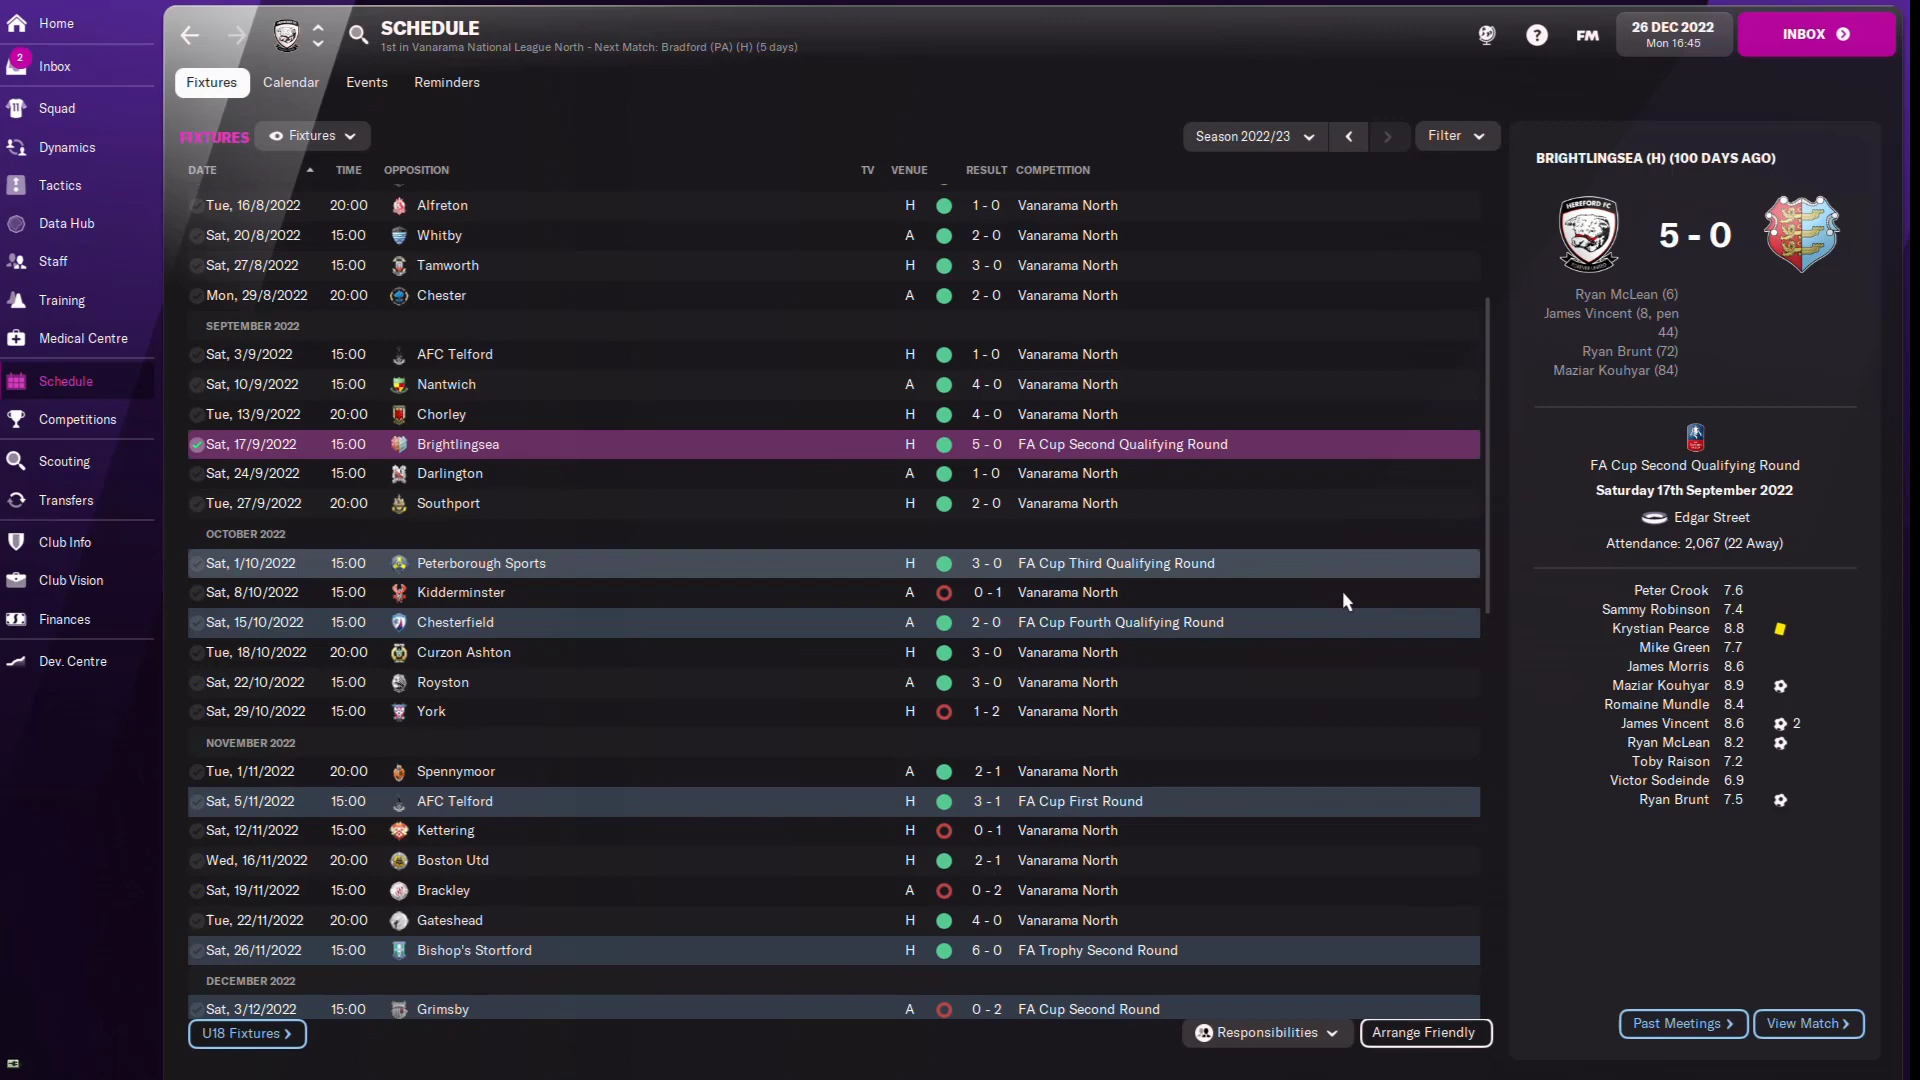 Home
2
Inbox
Squad
Dynamics
Tactics
Data Hub
Staff
Training
Medical Centre
Schedule
Competitions
Scouting
Transfers
Club Info
Club Vision
Finances
Dev. Centre
SCHEDULE
1st in Vanarama National League North - Next Match: Bradford (PA) (H) (5 days)
? FM 26 DEC 2022
Mon 16:45
INBOX
Fixtures Calendar Events Reminders
FIXTURES Fixtures Season 2022/23 Filter
DATE TIME OPPOSITION TV VENUE RESULT COMPETITION
Tue, 16/8/2022 20:00 Alfreton H 1 - 0 Vanarama North
Sat, 20/8/2022 15:00 Whitby A 2 - 0 Vanarama North
Sat, 27/8/2022 15:00 Tamworth H 3 - 0 Vanarama North
Mon, 29/8/2022 20:00 Chester A 2 - 0 Vanarama North
SEPTEMBER 2022
Sat, 3/9/2022 15:00 AFC Telford H 1 - 0 Vanarama North
Sat, 10/9/2022 15:00 Nantwich A 4 - 0 Vanarama North
Tue, 13/9/2022 20:00 Chorley H 4 - 0 Vanarama North
Sat, 17/9/2022 15:00 Brightlingsea H 5 - 0 FA Cup Second Qualifying Round
Sat, 24/9/2022 15:00 Darlington A 1 - 0 Vanarama North
Tue, 27/9/2022 20:00 Southport H 2 - 0 Vanarama North
OCTOBER 2022
Sat, 1/10/2022 15:00 Peterborough Sports H 3 - 0 FA Cup Third Qualifying Round
Sat, 8/10/2022 15:00 Kidderminster A 0 - 1 Vanarama North
Sat, 15/10/2022 15:00 Chesterfield A 2 - 0 FA Cup Fourth Qualifying Round
Tue, 18/10/2022 20:00 Curzon Ashton H 3 - 0 Vanarama North
Sat, 22/10/2022 15:00 Royston A 3 - 0 Vanarama North
Sat, 29/10/2022 15:00 York H 1 - 2 Vanarama North
NOVEMBER 2022
Tue, 1/11/2022 20:00 Spennymoor A 2 - 1 Vanarama North
Sat, 5/11/2022 15:00 AFC Telford H 3 - 1 FA Cup First Round
Sat, 12/11/2022 15:00 Kettering H 0 - 1 Vanarama North
Wed, 16/11/2022 20:00 Boston Utd H 2 - 1 Vanarama North
Sat, 19/11/2022 15:00 Brackley A 0 - 2 Vanarama North
Tue, 22/11/2022 20:00 Gateshead H 4 - 0 Vanarama North
Sat, 26/11/2022 15:00 Bishop's Stortford H 6 - 0 FA Trophy Second Round
DECEMBER 2022
Sat, 3/12/2022 15:00 Grimsby A 0 - 2 FA Cup Second Round
U18 Fixtures Responsibilities Arrange Friendly
BRIGHTLINGSEA (H) (100 DAYS AGO)
HEREFORD FC
5 - 0
Ryan McLean (6)
James Vincent (8, pen
44)
Ryan Brunt (72)
Maziar Kouhyar (84)
FA Cup Second Qualifying Round
Saturday 17th September 2022
Edgar Street
Attendance: 2,067 (22 Away)
Peter Crook 7.6
Sammy Robinson 7.4
Krystian Pearce 8.8
Mike Green 7.7
James Morris 8.6
Maziar Kouhyar 8.9
Romaine Mundle 8.4
James Vincent 8.6 2
Ryan McLean 8.2
Toby Raison 7.2
Victor Sodeinde 6.9
Ryan Brunt 7.5
Past Meetings View Match